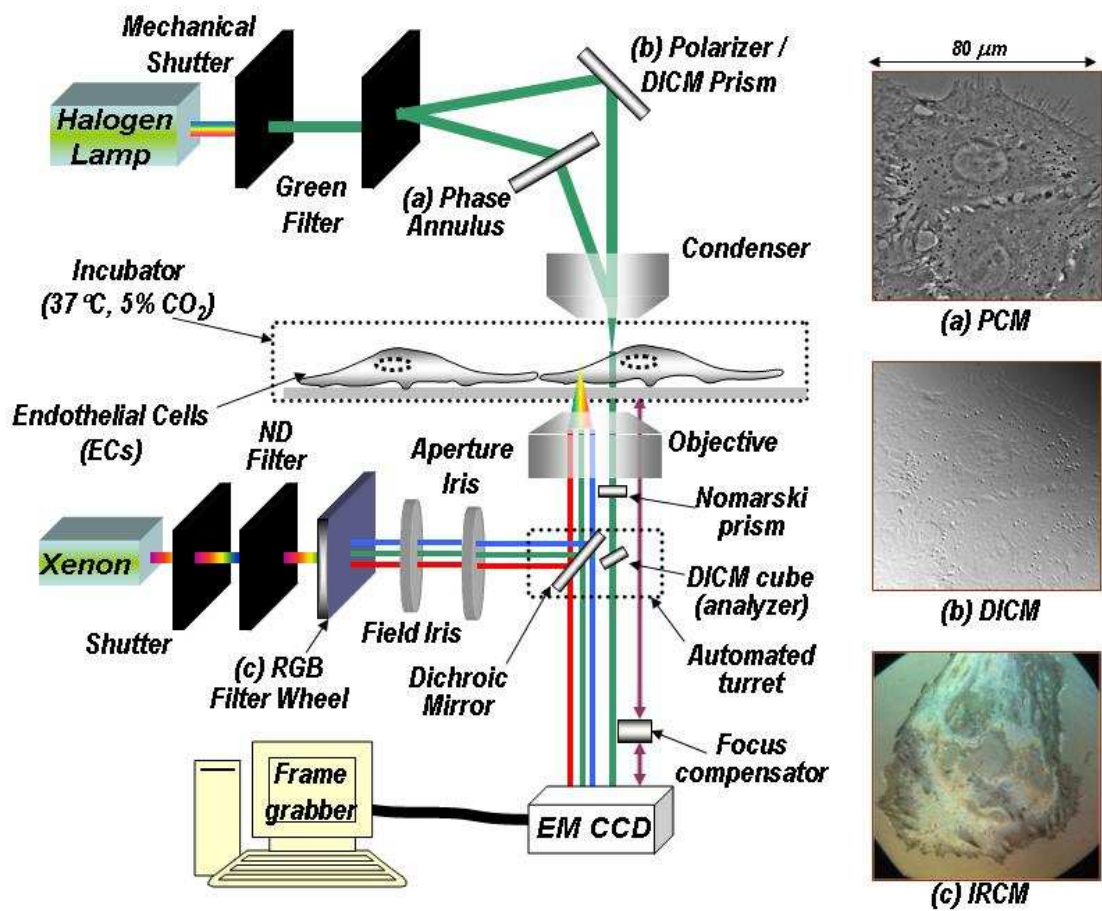 Mechanical
Shutter
Halogen
Lamp
Green
Filter
(a) Phase
Annulus
(b) Polarizer /
DICM Prism
Condenser
Incubator
(37 ºC, 5% CO2)
Endothelial Cells
(ECs)
ND
Filter
Aperture
Iris
Objective
Nomarski
prism
Xenon
DICM cube
(analyzer)
Shutter
Field Iris
(c) RGB
Filter Wheel
Dichroic
Mirror
Automated
turret
Focus
compensator
Frame
grabber
EM CCD
80 μm
(a) PCM
(b) DICM
(c) IRCM